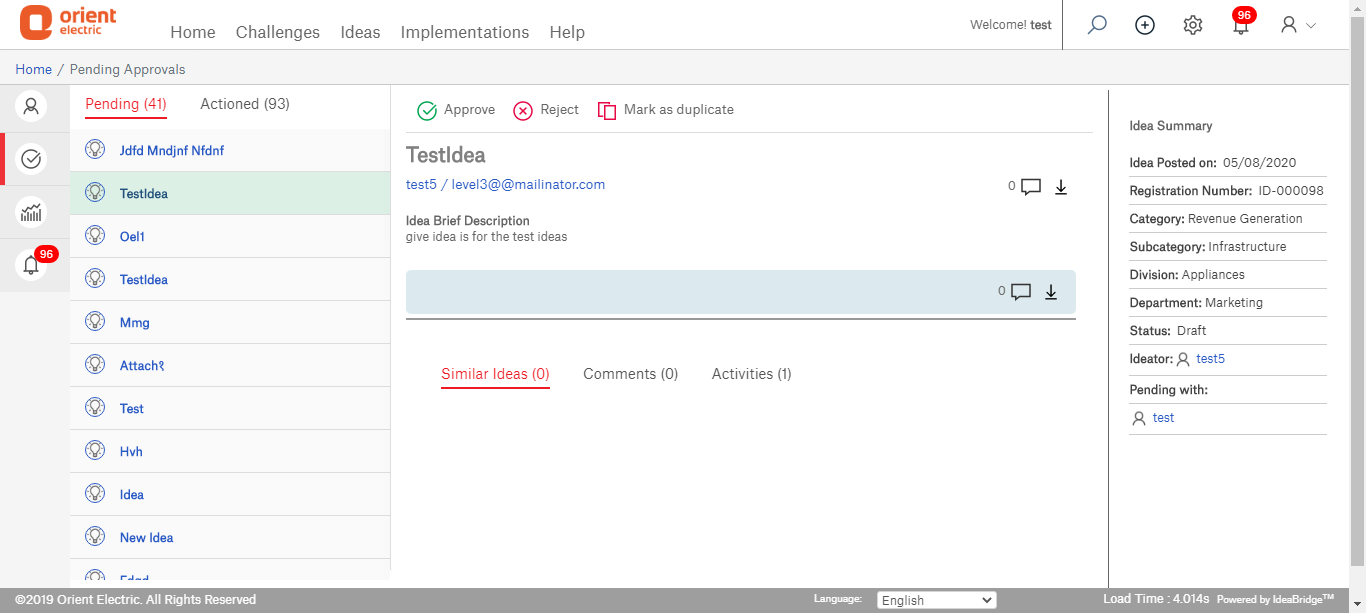 orient
electric
Home Challenges Ideas Implementations Help
Welcome! test
96
Home / Pending Approvals
Pending (41) Actioned (93)
96
Jdfd Mndjnf Nfdnf
TestIdea
Oel1
TestIdea
Mmg
Attach१
Test
Hvh
Idea
New Idea
Approve Reject Mark as duplicate
TestIdea
test5 / level3@@mailinator.com
0
Idea Brief Description
give idea is for the test ideas
0
Similar Ideas (0) Comments (0) Activities (1)
Idea Summary
Idea Posted on: 05/08/2020
Registration Number: ID-000098
Category: Revenue Generation
Subcategory: Infrastructure
Division: Appliances
Department: Marketing
Status: Draft
Ideator: test5
Pending with:
test
©2019 Orient Electric. All Rights Reserved
Language: English
Load Time : 4.014s Powered by IdeaBridge™